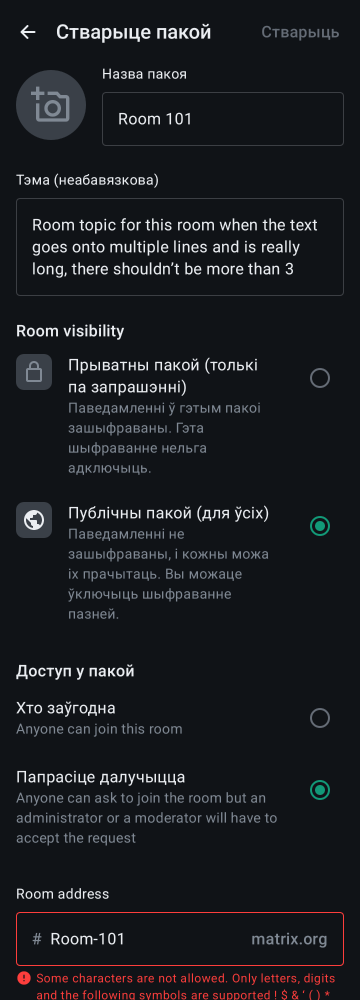 Стварыце пакой
Стварыць
Назва пакоя
Room 101
Тэма (неабавязкова)
Room topic for this room when the text
goes onto multiple lines and is really
long, there shouldn’t be more than 3
Room visibility
Прыватны пакой (толькі
па запрашэнні)
Паведамленні ў гэтым пакоі
зашыфраваны. Гэта
шыфраванне нельга
адключыць.
Публічны пакой (для ўсіх)
Паведамленні не
зашыфраваны, і кожны можа
іх прачытаць. Вы можаце
ўключыць шыфраванне
пазней.
Доступ у пакой
Хто заўгодна
Anyone can join this room
Папрасіце далучыцца
Anyone can ask to join the room but an
administrator or a moderator will have to
accept the request
Room address
# Room-101 matrix.org
Some characters are not allowed. Only letters, digits
and the following symbols are supported ! $ & ‘ ( ) *